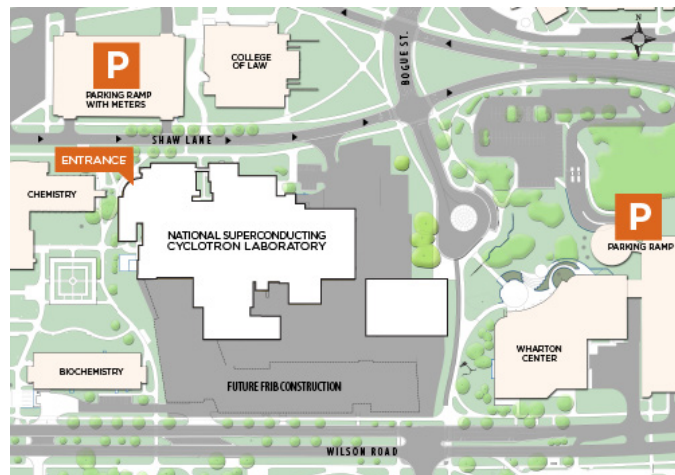 N
P
PARKING RAMP
WITH METERS
COLLEGE
OF LAW
BOGUE ST.
SHAW LANE
ENTRANCE
CHEMISTRY
NATIONAL SUPERCONDUCTING
CYCLOTRON LABORATORY
P
PARKING RAMP
WHARTON
CENTER
BIOCHEMISTRY
FUTURE FRIB CONSTRUCTION
WILSON ROAD